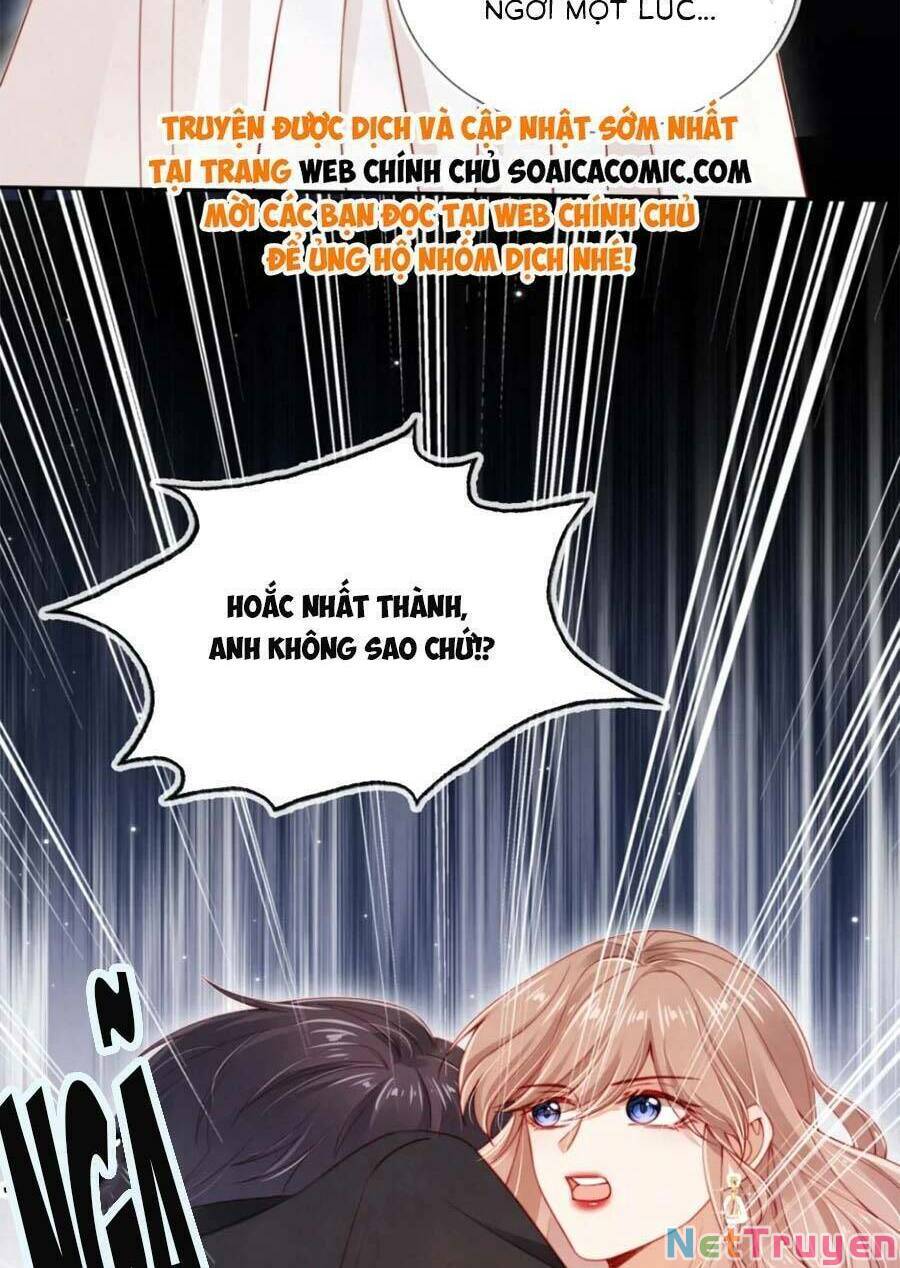 NGỒI MỘT LÚC...
TRUYỆN ĐƯỢC DỊCH VÀ CẬP NHẬT SỚM NHẤT
TẠI TRANG WEB CHÍNH CHỦ SOAICACOMIC.COM
MỜI CÁC BẠN ĐỌC TẠI WEB CHÍNH CHỦ
ĐỂ ỦNG HỘ NHÓM DỊCH NHÉ!
HOẮC NHẤT THÀNH,
ANH KHÔNG SAO CHỨ!?
NGÃ
NetTruyen